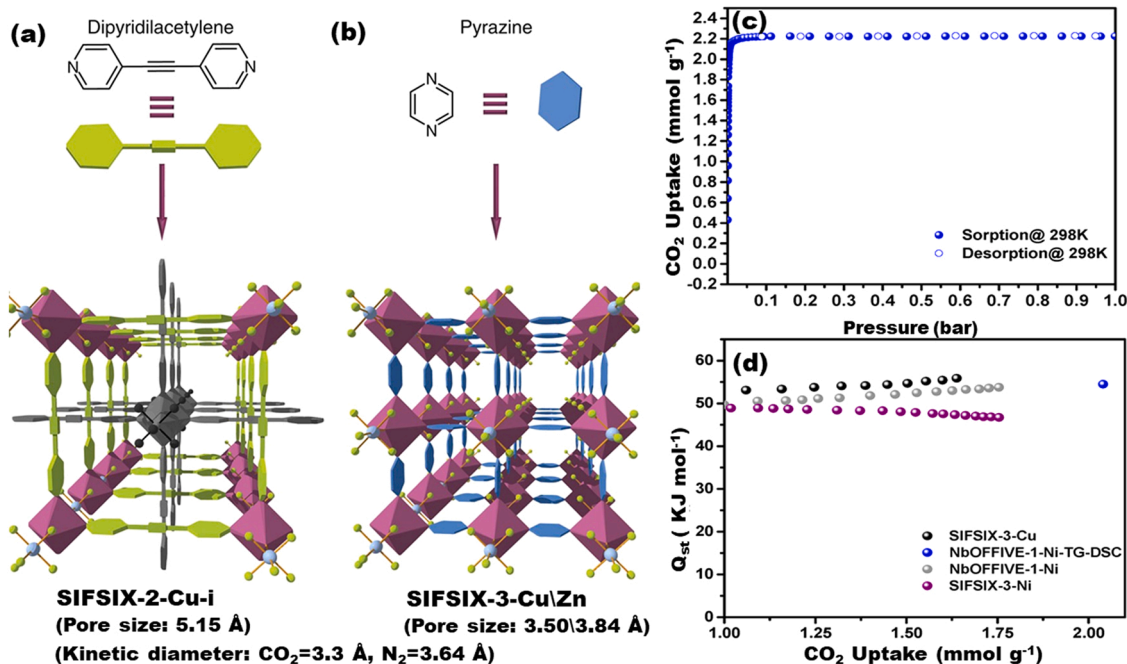 (a)
Dipyridilacetylene
N
N
(b)
Pyrazine
N
N
SIFSIX-2-Cu-i
(Pore size: 5.15 Å)
SIFSIX-3-Cu\Zn
(Pore size: 3.50\3.84 Å)
(Kinetic diameter: CO₂=3.3 Å, N₂=3.64 Å)
(c)
CO₂ Uptake (mmol g⁻¹)
2.4
2.2
2.0
1.8
1.6
1.4
1.2
1.0
0.8
0.6
0.4
0.2
0.0
-0.2
Sorption@ 298K
Desorption@ 298K
0.1 0.2 0.3 0.4 0.5 0.6 0.7 0.8 0.9 1.0
Pressure (bar)
(d)
Qst ( KJ mol⁻¹)
60
50
40
30
20
10
0
SIFSIX-3-Cu
NbOFFIVE-1-Ni-TG-DSC
NbOFFIVE-1-Ni
SIFSIX-3-Ni
1.00 1.25 1.50 1.75 2.00
CO₂ Uptake (mmol g⁻¹)